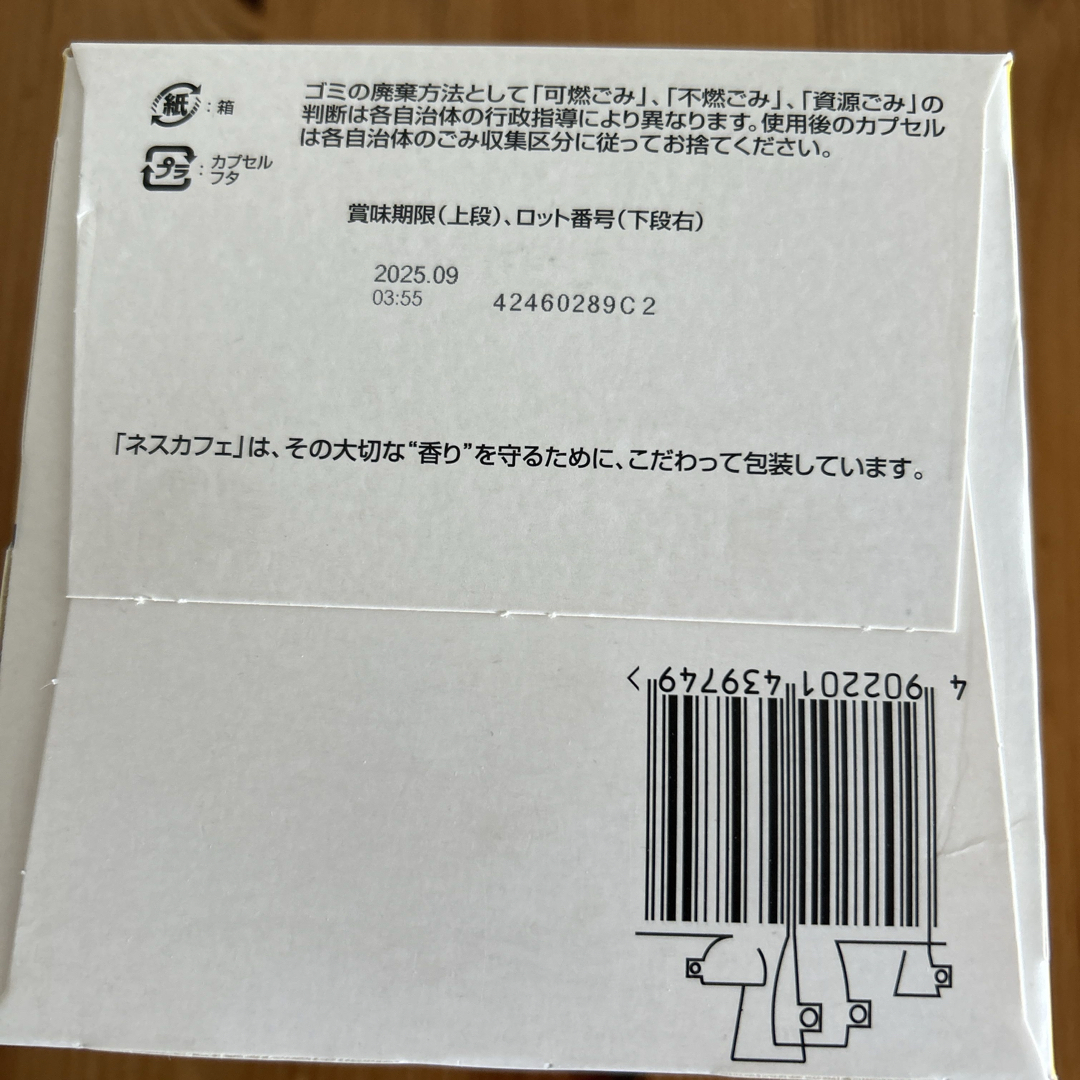 紙：箱
プラ：カプセル
フタ
ゴミの廃棄方法として「可燃ごみ」、「不燃ごみ」、「資源ごみ」の
判断は各自治体の行政指導により異なります。使用後のカプセル
は各自治体のごみ収集区分に従ってお捨てください。
賞味期限(上段)、ロット番号(下段右)
2025.09
03:55 42460289C2
「ネスカフェ」は、その大切な“香り”を守るために、こだわって包装しています。
4 902201 439749 >